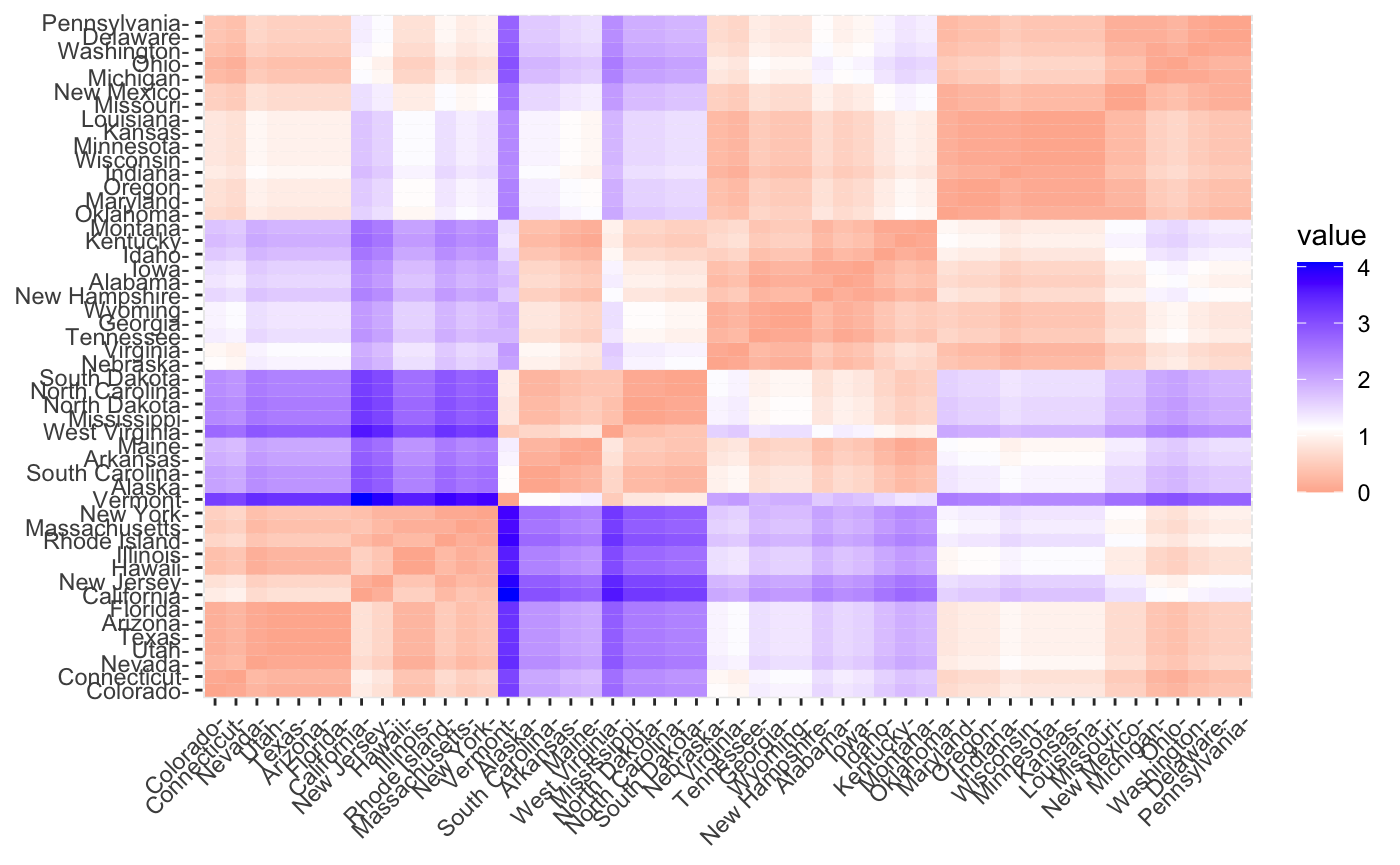 Pennsylvania-
Delaware-
Washington-
Ohio-
Michigan-
New Mexico-
Missouri-
Louisiana-
Kansas-
Minnesota-
Wisconsin-
Indiana-
Oregon-
Maryland-
Oklahoma-
Montana-
Kentucky-
Idaho-
Iowa-
Alabama-
New Hampshire-
Wyoming-
Georgia-
Tennessee-
Virginia-
Nebraska-
South Dakota-
North Carolina-
North Dakota-
Mississippi-
West Virginia-
Maine-
Arkansas-
South Carolina-
Alaska-
Vermont-
New York-
Massachusetts-
Rhode Island-
Illinois-
Hawaii-
New Jersey-
California-
Florida-
Arizona-
Texas-
Utah-
Nevada-
Connecticut-
Colorado-
Colorado-
Connecticut-
Nevada-
Utah-
Texas-
Arizona-
Florida-
California-
New Jersey-
Hawaii-
Illinois-
Rhode Island-
Massachusetts-
New York-
Vermont-
Alaska-
South Carolina-
Arkansas-
Maine-
West Virginia-
Mississippi-
North Dakota-
North Carolina-
South Dakota-
Nebraska-
Virginia-
Tennessee-
Georgia-
Wyoming-
New Hampshire-
Alabama-
Iowa-
Idaho-
Kentucky-
Montana-
Oklahoma-
Maryland-
Oregon-
Indiana-
Wisconsin-
Minnesota-
Kansas-
Louisiana-
Missouri-
New Mexico-
Michigan-
Ohio-
Washington-
Delaware-
Pennsylvania-
value
4
3
2
1
0